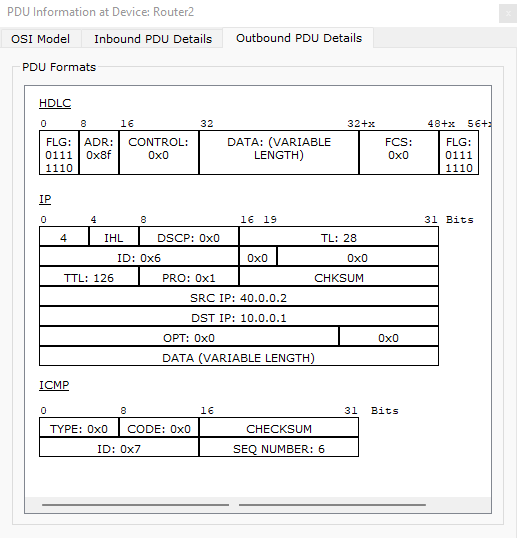 PDU Information at Device: Router2
OSI Model Inbound PDU Details Outbound PDU Details
PDU Formats
HDLC
0 8 16 32 32+x 48+x 56+x
FLG: 0111 1110 ADR: 0x8f CONTROL: 0x0 DATA: (VARIABLE LENGTH) FCS: 0x0 FLG: 0111 1110
IP
0 4 8 16 19 31 Bits
4 IHL DSCP: 0x0 TL: 28
ID: 0x6 0x0 0x0
TTL: 126 PRO: 0x1 CHKSUM
SRC IP: 40.0.0.2
DST IP: 10.0.0.1
OPT: 0x0 0x0
DATA (VARIABLE LENGTH)
ICMP
0 8 16 31 Bits
TYPE: 0x0 CODE: 0x0 CHECKSUM
ID: 0x7 SEQ NUMBER: 6